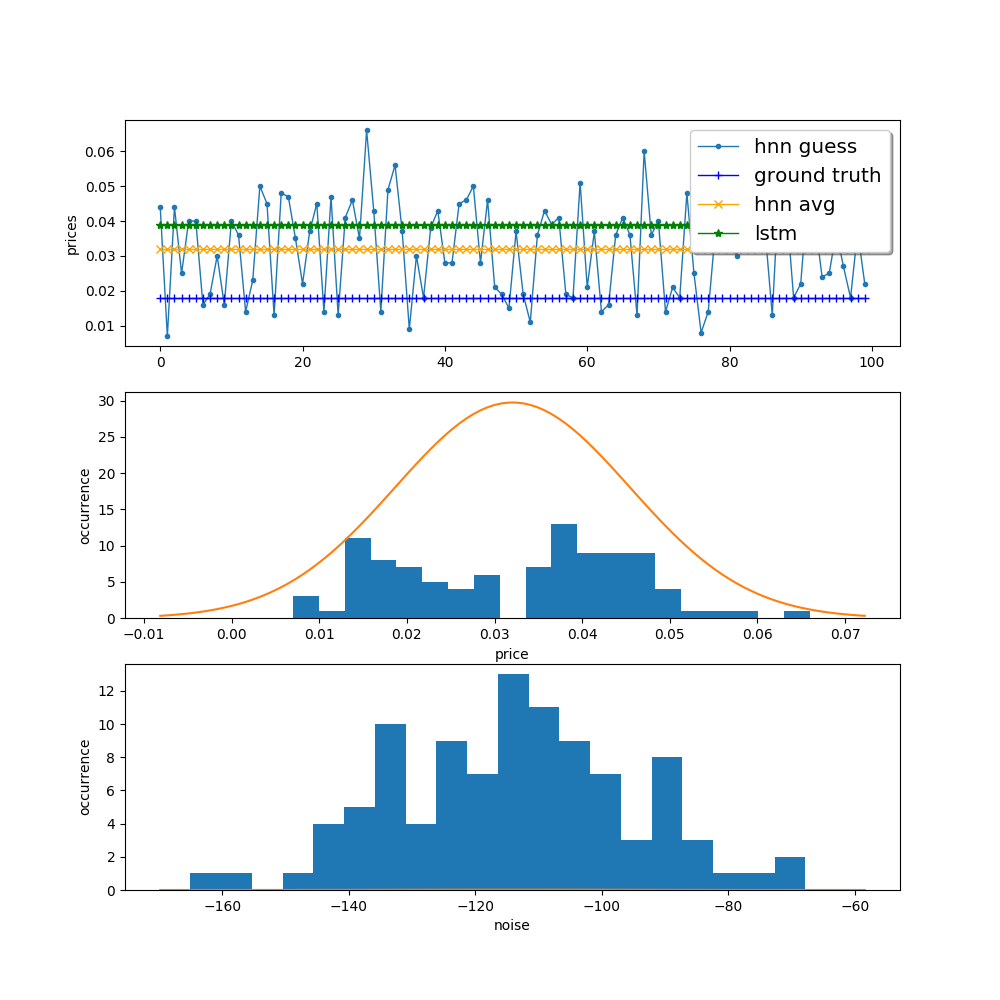 hnn guess
ground truth
hnn avg
lstm
prices
0.06
0.05
0.04
0.03
0.02
0.01
0 20 40 60 80 100
occurrence
30
25
20
15
10
5
0
−0.01 0.00 0.01 0.02 0.03 0.04 0.05 0.06 0.07
price
occurrence
12
10
8
6
4
2
0
−160 −140 −120 −100 −80 −60
noise